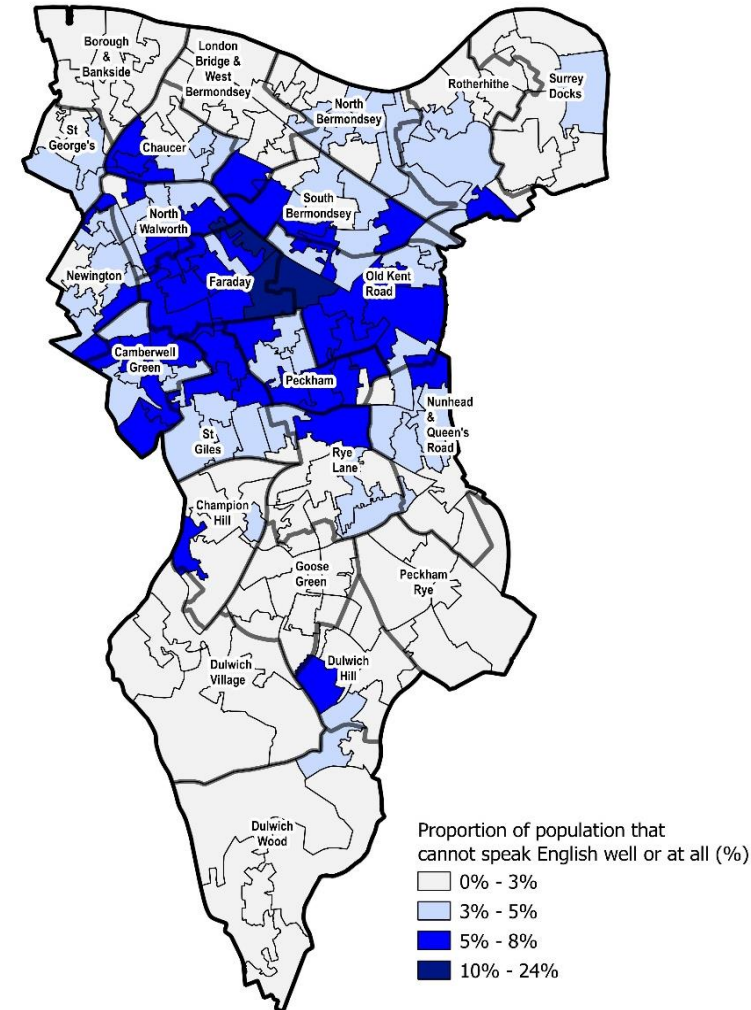 Borough
&
Bankside
London
Bridge &
West
Bermondsey
Rotherhithe
Surrey
Docks
North
Bermondsey
St
George's
Chaucer
South
Bermondsey
North
Walworth
Newington
Faraday
Old Kent
Road
Camberwell
Green
Peckham
Nunhead
&
Queen's
Road
St
Giles
Rye
Lane
Champion
Hill
Goose
Green
Peckham
Rye
Dulwich
Village
Dulwich
Hill
Dulwich
Wood
Proportion of population that
cannot speak English well or at all (%)
0% - 3%
3% - 5%
5% - 8%
10% - 24%